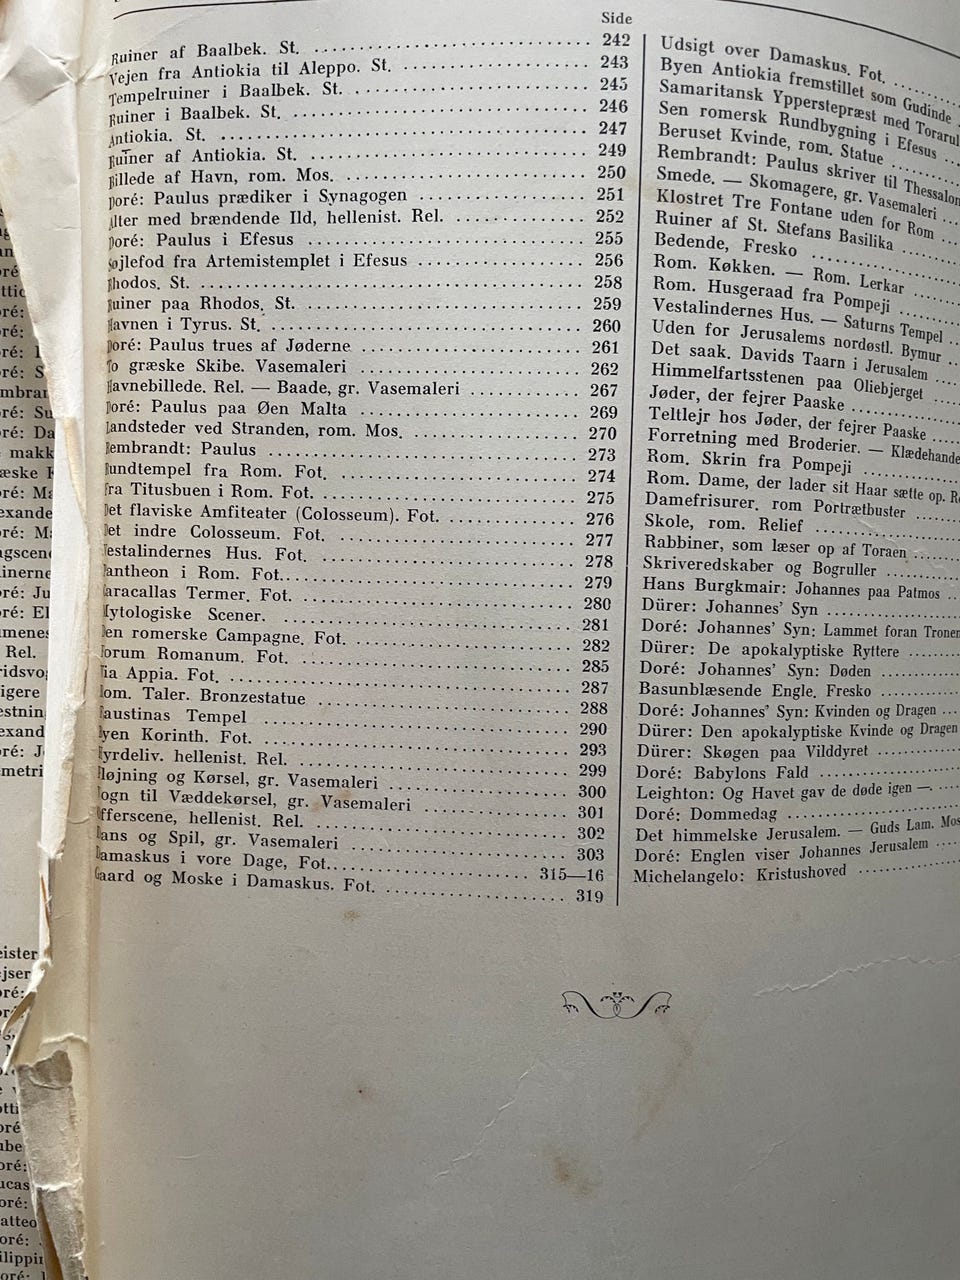 Side
Ruiner af Baalbek. St. 242
Vejen fra Antiokia til Aleppo. St. 243
Tempelruiner i Baalbek. St. 245
Ruiner i Baalbek. St. 246
Antiokia. St. 247
Ruiner af Antiokia. St. 249
Billede af Havn, rom. Mos. 250
Doré: Paulus prædiker i Synagogen 251
Alter med brændende Ild, hellenist. Rel. 252
Doré: Paulus i Efesus 255
Søjlefod fra Artemistemplet i Efesus 256
Rhodos. St. 258
Ruiner paa Rhodos. St. 259
Havnen i Tyrus. St. 260
Doré: Paulus trues af Jøderne 261
To græske Skibe. Vasemaleri 262
Havnebillede. Rel. — Baade, gr. Vasemaleri 267
Doré: Paulus paa Øen Malta 269
Landsteder ved Stranden, rom. Mos. 270
Rembrandt: Paulus 273
Rundtempel fra Rom. Fot. 274
Fra Titusbuen i Rom. Fot. 275
Det flaviske Amfiteater (Colosseum). Fot. 276
Det indre Colosseum. Fot. 277
Vestalindernes Hus. Fot. 278
Pantheon i Rom. Fot. 279
Caracallas Termer. Fot. 280
Mytologiske Scener. 281
Den romerske Campagne. Fot. 282
Forum Romanum. Fot. 285
Via Appia. Fot. 287
Rom. Taler. Bronzestatue 288
Faustinas Tempel 290
Byen Korinth. Fot. 293
Hyrdeliv. hellenist. Rel. 299
Pløjning og Kørsel, gr. Vasemaleri 300
Vogn til Væddekørsel, gr. Vasemaleri 301
Offerscene, hellenist. Rel. 302
Dans og Spil, gr. Vasemaleri 303
Damaskus i vore Dage, Fot. 315—16
Gaard og Moske i Damaskus. Fot. 319
Udsigt over Damaskus. Fot.
Byen Antiokia fremstillet som Gudinde
Samaritansk Ypperstepræst med Torarul
Sen romersk Rundbygning i Efesus
Beruset Kvinde, rom. Statue
Rembrandt: Paulus skriver til Thessalon
Smede. — Skomagere, gr. Vasemaleri
Klostret Tre Fontane uden for Rom
Ruiner af St. Stefans Basilika
Bedende, Fresko
Rom. Køkken. — Rom. Lerkar
Rom. Husgeraad fra Pompeji
Vestalindernes Hus. — Saturns Tempel
Uden for Jerusalems nordøstl. Bymur
Det saak. Davids Taarn i Jerusalem
Himmelfartsstenen paa Oliebjerget
Jøder, der fejrer Paaske
Teltlejr hos Jøder, der fejrer Paaske
Forretning med Broderier. — Klædehande
Rom. Skrin fra Pompeji
Rom. Dame, der lader sit Haar sætte op. Re
Damefrisurer, rom Portrætbuster
Skole, rom. Relief
Rabbiner, som læser op af Toraen
Skriveredskaber og Bogruller
Hans Burgkmair: Johannes paa Patmos
Dürer: Johannes' Syn
Doré: Johannes' Syn: Lammet foran Tronen
Dürer: De apokalyptiske Ryttere
Doré: Johannes' Syn: Døden
Basunblæsende Engle. Fresko
Doré: Johannes' Syn: Kvinden og Dragen
Dürer: Den apokalyptiske Kvinde og Dragen
Dürer: Skøgen paa Vilddyret
Doré: Babylons Fald
Leighton: Og Havet gav de døde igen —
Doré: Dommedag
Det himmelske Jerusalem. — Guds Lam. Mos
Doré: Englen viser Johannes Jerusalem
Michelangelo: Kristushoved